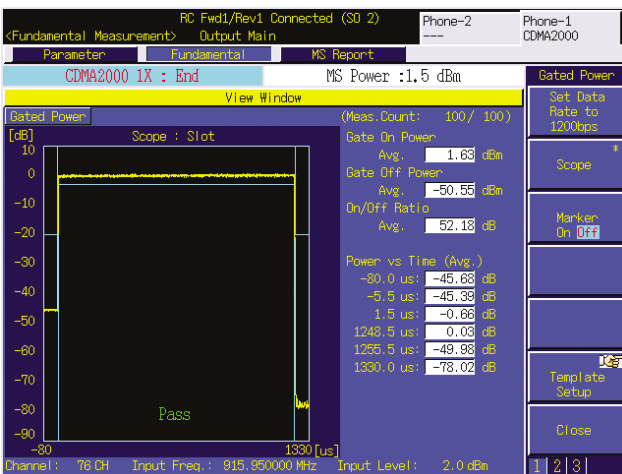 RC Fwd1/Rev1 Connected (SO 2)
<Fundamental Measurement> Output Main
Phone-2
---
Phone-1
CDMA2000
Parameter Fundamental MS Report
CDMA2000 1X : End MS Power :1.5 dBm
Gated Power
View Window
Gated Power (Meas.Count: 100/ 100)
[dB] Scope : Slot
10
0
-10
-20
-30
-40
-50
-60
-70
-80
-90
Pass
-80 1330 [us]
Gate On Power
Avg. 1.63 dBm
Gate Off Power
Avg. -50.55 dBm
On/Off Ratio
Avg. 52.18 dB
Power vs Time (Avg.)
-80.0 us: -45.68 dB
-5.5 us: -45.39 dB
1.5 us: -0.66 dB
1248.5 us: 0.03 dB
1255.5 us: -49.98 dB
1330.0 us: -78.02 dB
Channel : 76 CH Input Freq. : 915.950000 MHz Input Level : 2.0 dBm
Set Data
Rate to
1200bps
*
Scope
Marker
On Off
Template
Setup
Close
1 2 3